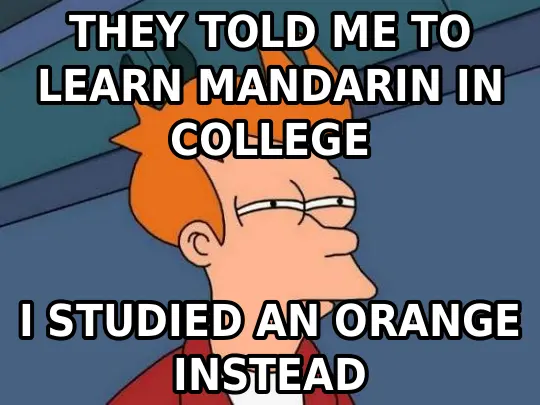 THEY TOLD ME TO
LEARN MANDARIN IN
COLLEGE
I STUDIED AN ORANGE
INSTEAD